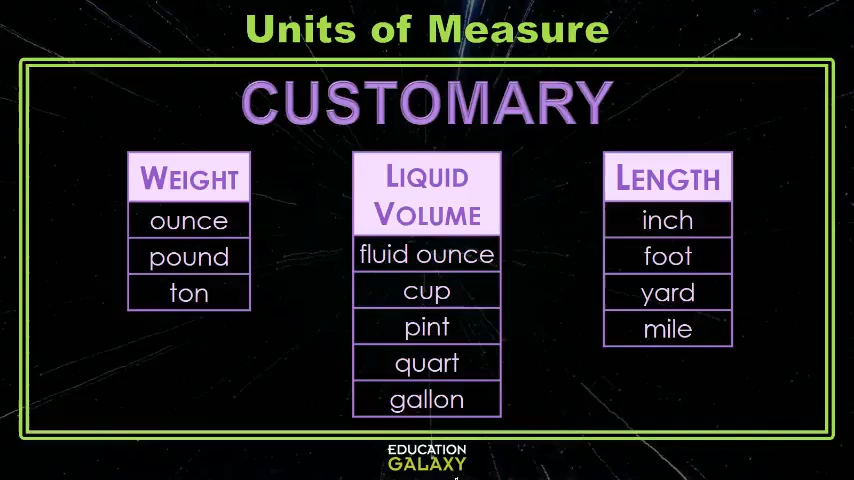 Units of Measure
CUSTOMARY
WEIGHT
ounce
pound
ton
LIQUID
VOLUME
fluid ounce
cup
pint
quart
gallon
LENGTH
inch
foot
yard
mile
EDUCATION
GALAXY